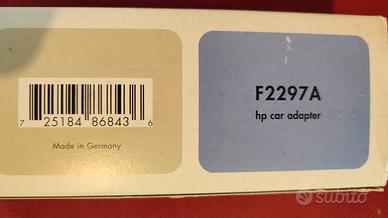 7 25184 86843 6
Made in Germany
F2297A
hp car adapter
subito